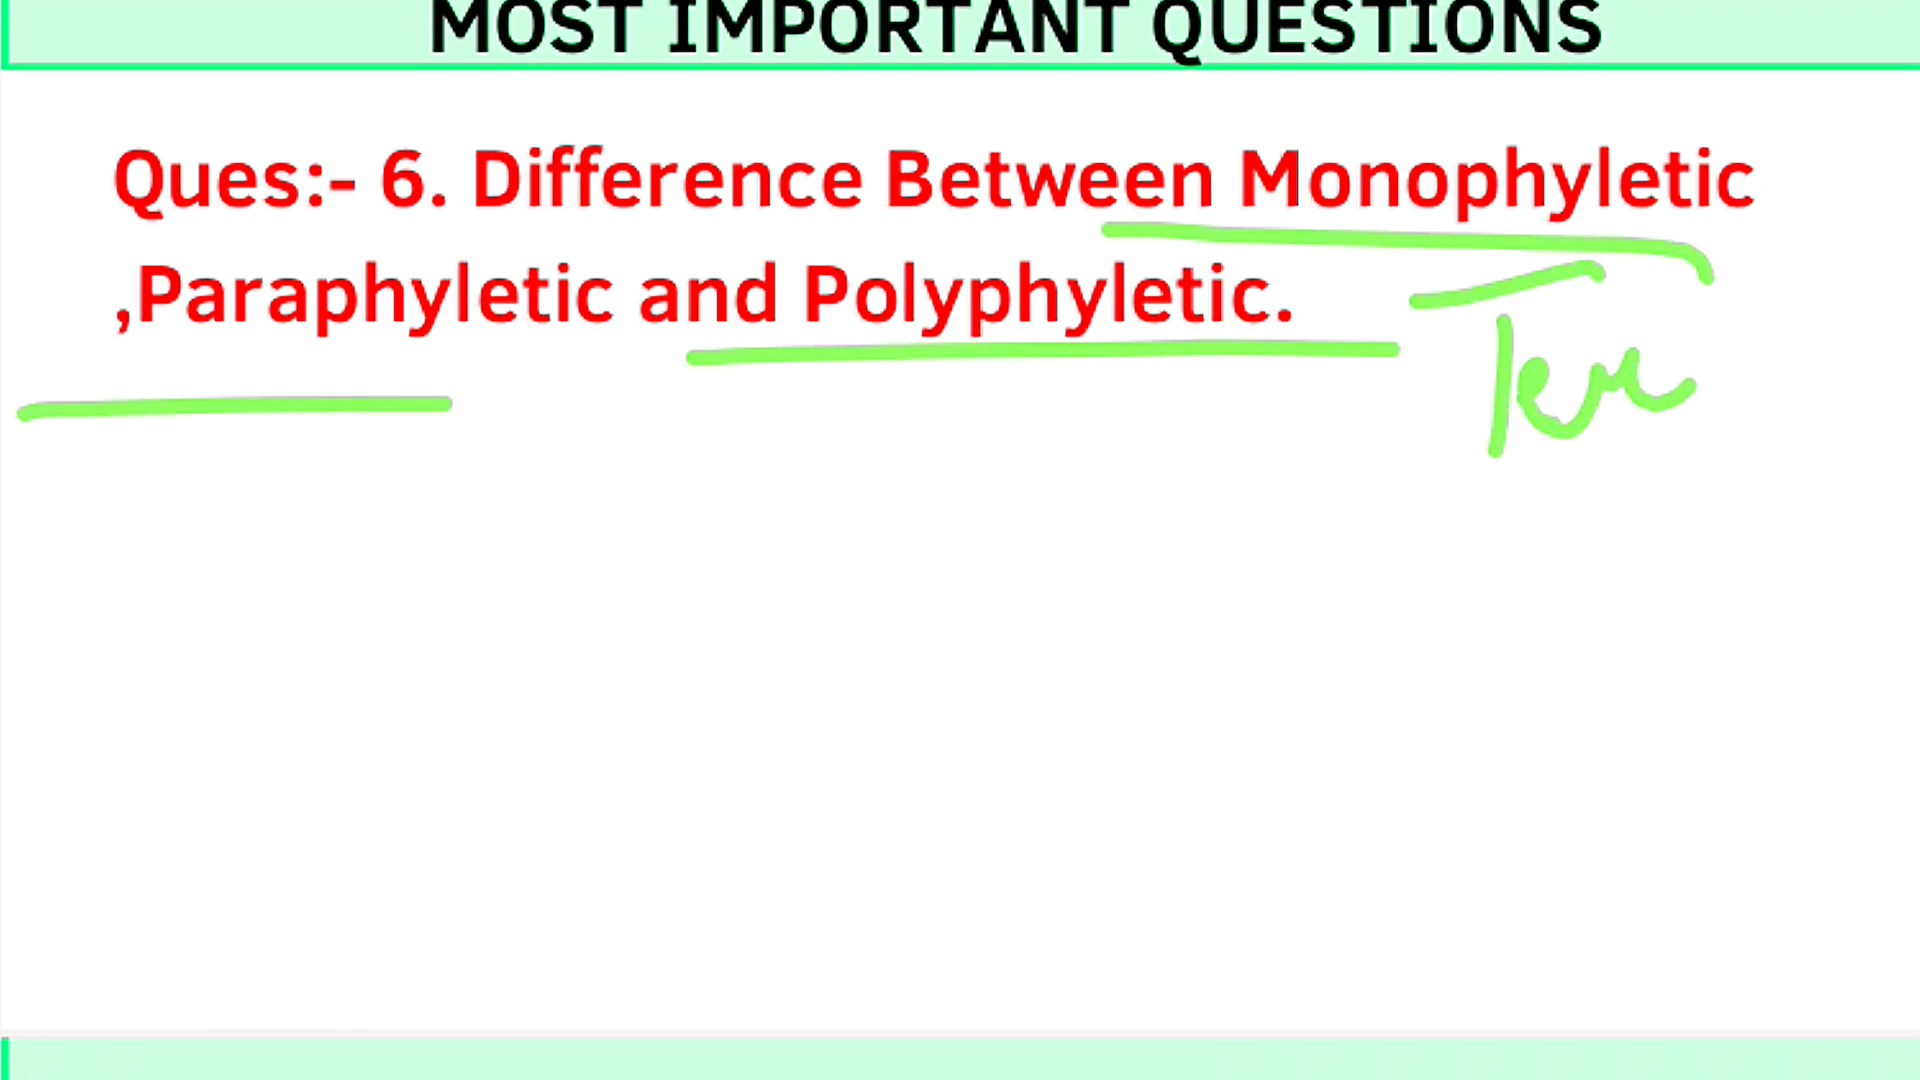 MOST IMPORTANT QUESTIONS
Ques:- 6. Difference Between Monophyletic
,Paraphyletic and Polyphyletic.